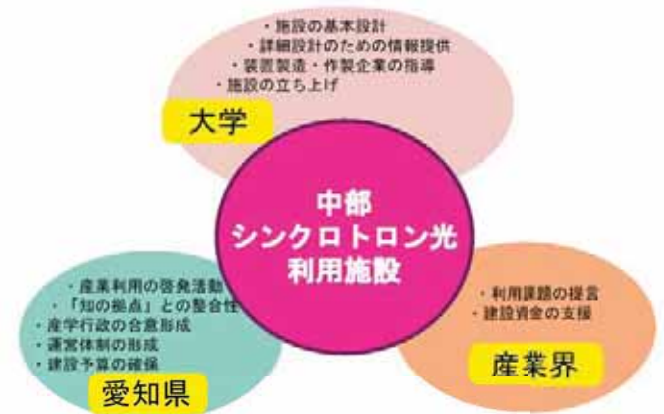 ・施設の基本設計
・詳細設計のための情報提供
・装置製造・作製企業の指導
・施設の立ち上げ
大学
中部
シンクロトロン光
利用施設
・産業利用の啓発活動
・「知の拠点」との整合性
・産学行政の合意形成
・運営体制の形成
・建設予算の確保
愛知県
・利用課題の提言
・建設資金の支援
産業界